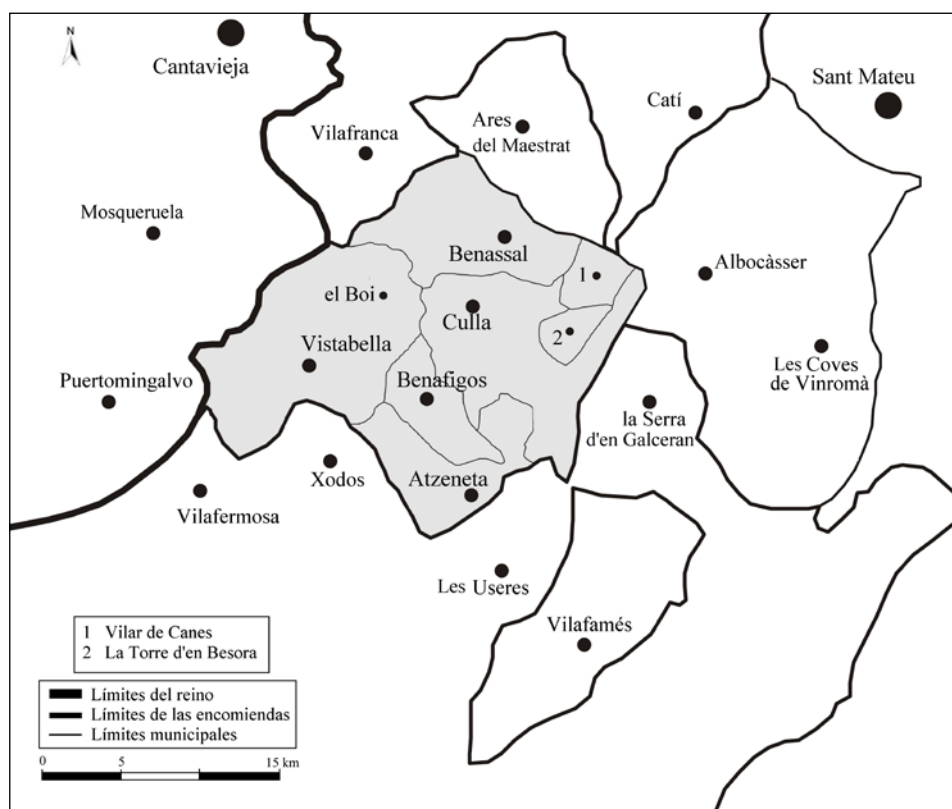 N
Cantavieja
Sant Mateu
Catí
Ares
del Maestrat
Vilafranca
Mosqueruela
Benassal
1
Albocàsser
el Boi
Culla
2
Vistabella
Les Coves
de Vinromà
Puertomingalvo
Benafigos
la Serra
d'en Galceran
Xodos
Atzeneta
Vilafermosa
Les Useres
Vilafamés
1 Vilar de Canes
2 La Torre d'en Besora
Límites del reino
Límites de las encomiendas
Límites municipales
0 5 15 km